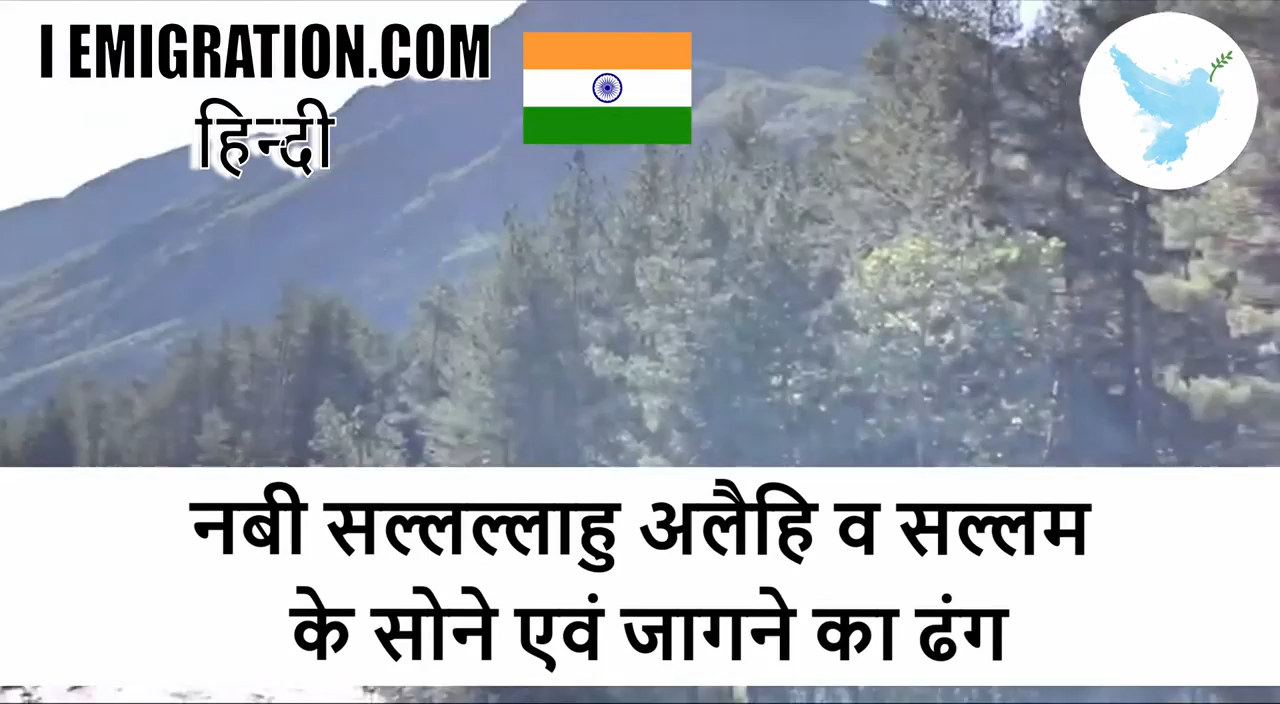 I EMIGRATION.COM
हिन्दी
नबी सल्लल्लाहु अलैहि व सल्लम
के सोने एवं जागने का ढंग